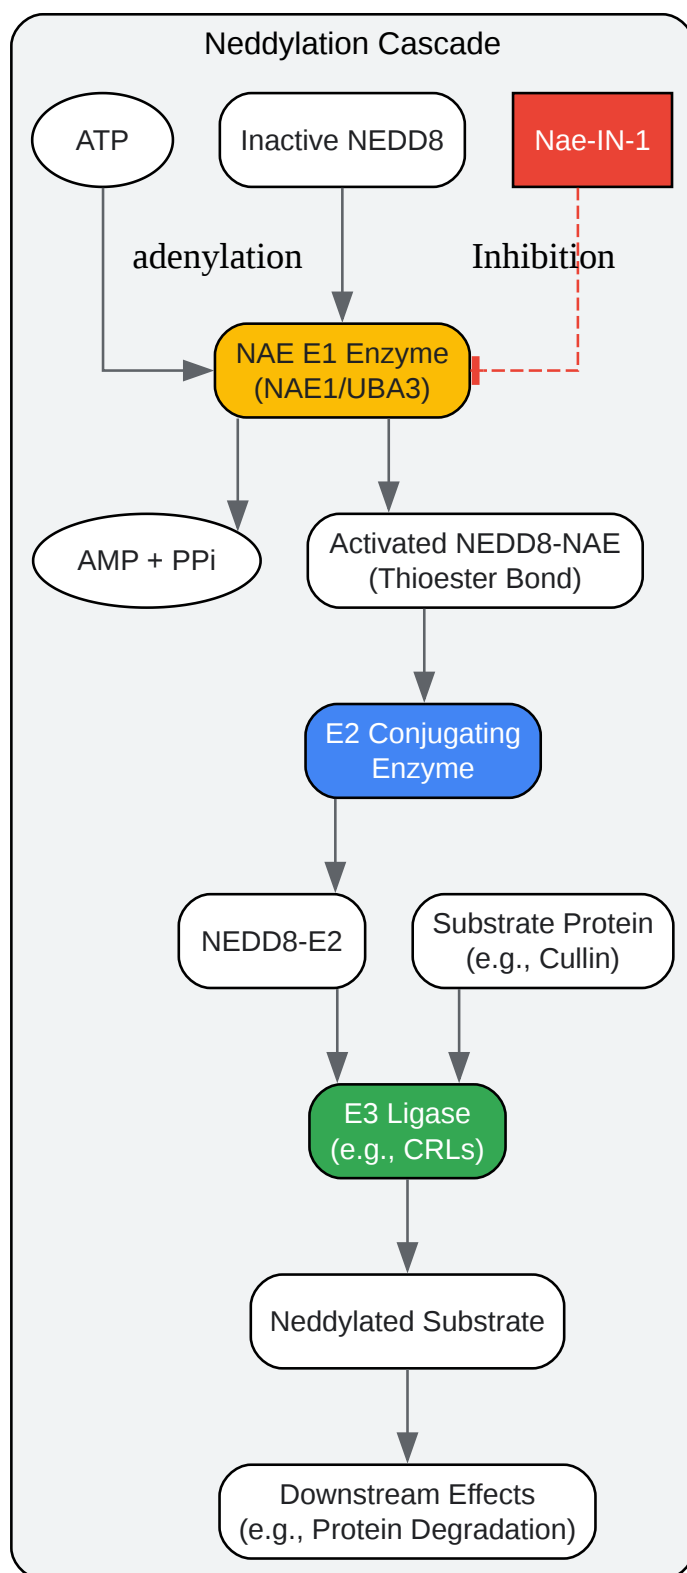 Neddylation Cascade
ATP
Inactive NEDD8
Nae-IN-1
adenylation
Inhibition
NAE E1 Enzyme
(NAE1/UBA3)
AMP + PPi
Activated NEDD8-NAE
(Thioester Bond)
E2 Conjugating
Enzyme
NEDD8-E2
Substrate Protein
(e.g., Cullin)
E3 Ligase
(e.g., CRLs)
Neddylated Substrate
Downstream Effects
(e.g., Protein Degradation)